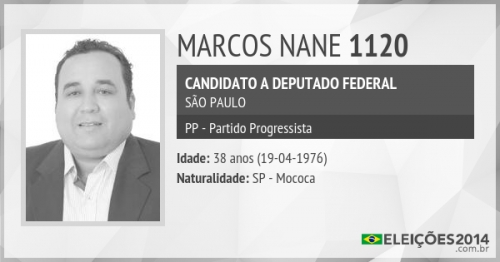 MARCOS NANE 1120
CANDIDATO A DEPUTADO FEDERAL
SÃO PAULO
PP - Partido Progressista
Idade: 38 anos (19-04-1976)
Naturalidade: SP - Mococa
ELEIÇÕES2014
.com.br